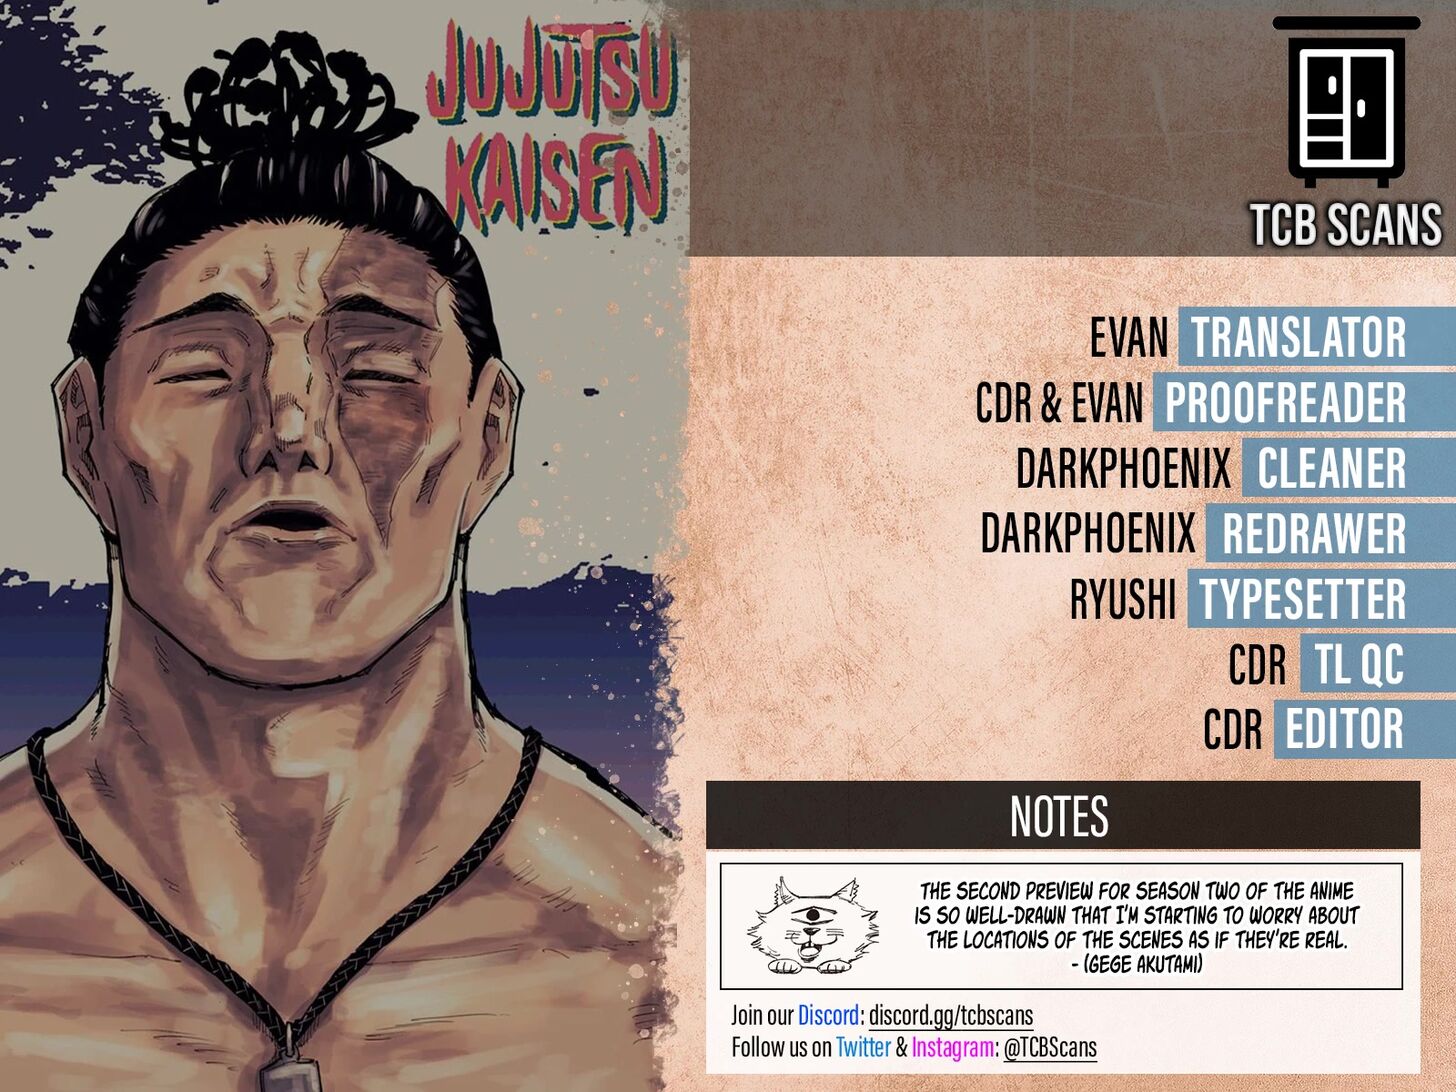 JUJUTSU
KAISEN
TCB SCANS
EVAN TRANSLATOR
CDR & EVAN PROOFREADER
DARKPHOENIX CLEANER
DARKPHOENIX REDRAWER
RYUSHI TYPESETTER
CDR TL QC
CDR EDITOR
NOTES
THE SECOND PREVIEW FOR SEASON TWO OF THE ANIME
IS SO WELL-DRAWN THAT I'M STARTING TO WORRY ABOUT
THE LOCATIONS OF THE SCENES AS IF THEY'RE REAL.
- (GEGE AKUTAMI)
Join our Discord: discord.gg/tcbscans
Follow us on Twitter & Instagram: @TCBScans